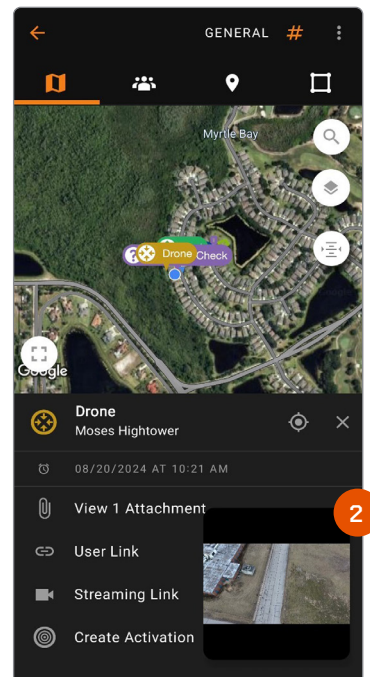 GENERAL #
Myrtle Bay
? Drone Check
Google
Drone
Moses Hightower
08/20/2024 AT 10:21 AM
View 1 Attachment
2
User Link
Streaming Link
Create Activation